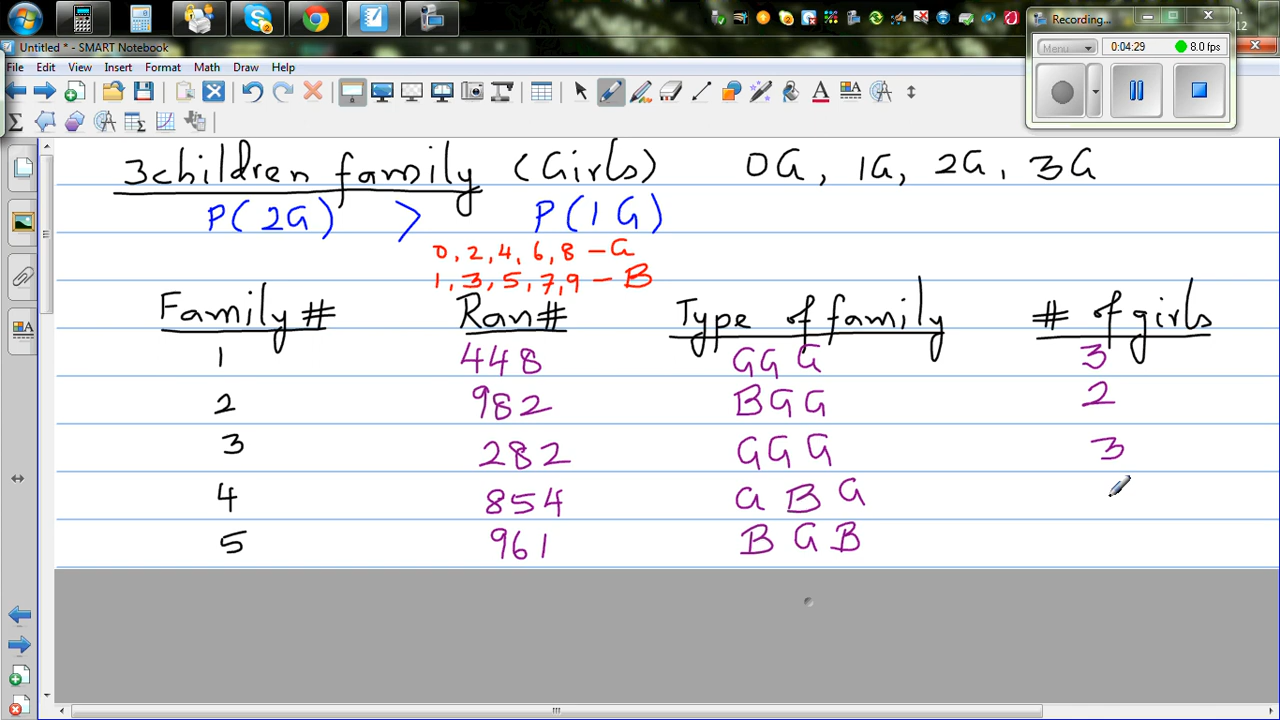 12
Untitled * - SMART Notebook
Recording...
File Edit View Insert Format Math Draw Help
Menu 0:04:29 8.0 fps
3children family (Girls) 0G, 1G, 2G, 3G
P(2G) > P(1G)
0, 2, 4, 6, 8 - G
1, 3, 5, 7, 9 - B
Family # Ran# Type of family # of girls
1 448 GGG 3
2 982 BGG 2
3 282 GGG 3
4 854 GBG
5 961 BGB